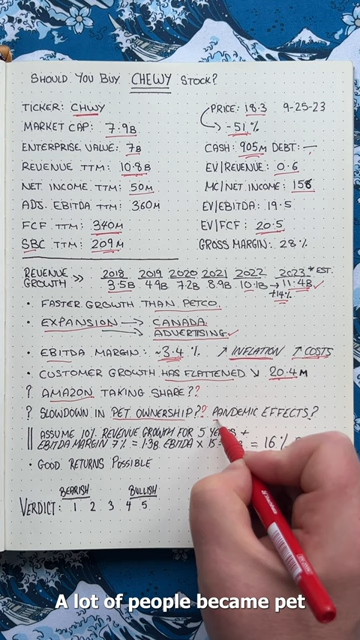 SHOULD YOU BUY CHEWY STOCK?
TICKER: CHWY
PRICE: 18.3 9-25-23
MARKET CAP: 7.9B
→ -51%
ENTERPRISE VALUE: 7B
CASH: 905M DEBT: —
REVENUE TTM: 10.8B
EV/REVENUE: 0.6
NET INCOME TTM: 50M
MC/NET INCOME: 158
ADJ. EBITDA TTM: 360M
EV/EBITDA: 19.5
FCF TTM: 340M
EV/FCF: 20.5
SBC TTM: 209M
GROSS MARGIN: 28%
REVENUE GROWTH >> 2018 2019 2020 2021 2022 2023* EST.
3.5B 4.9B 7.2B 8.9B 10.1B → 11.4B
+14%
• FASTER GROWTH THAN PETCO.
• EXPANSION → CANADA
→ ADVERTISING ✓
• EBITDA MARGIN: ~3.4% ↑ INFLATION ↑ COSTS
• CUSTOMER GROWTH HAS FLATTENED ↘ 20.4M
? AMAZON TAKING SHARE??
? SLOWDOWN IN PET OWNERSHIP?? PANDEMIC EFFECTS?
|| ASSUME 10% REVENUE GROWTH FOR 5 YEARS +
EBITDA MARGIN 7% = 1.3B EBITDA X 15 = = 16%
• GOOD RETURNS POSSIBLE
BEARISH BULLISH
VERDICT: 1 2 3 4 5
A lot of people became pet